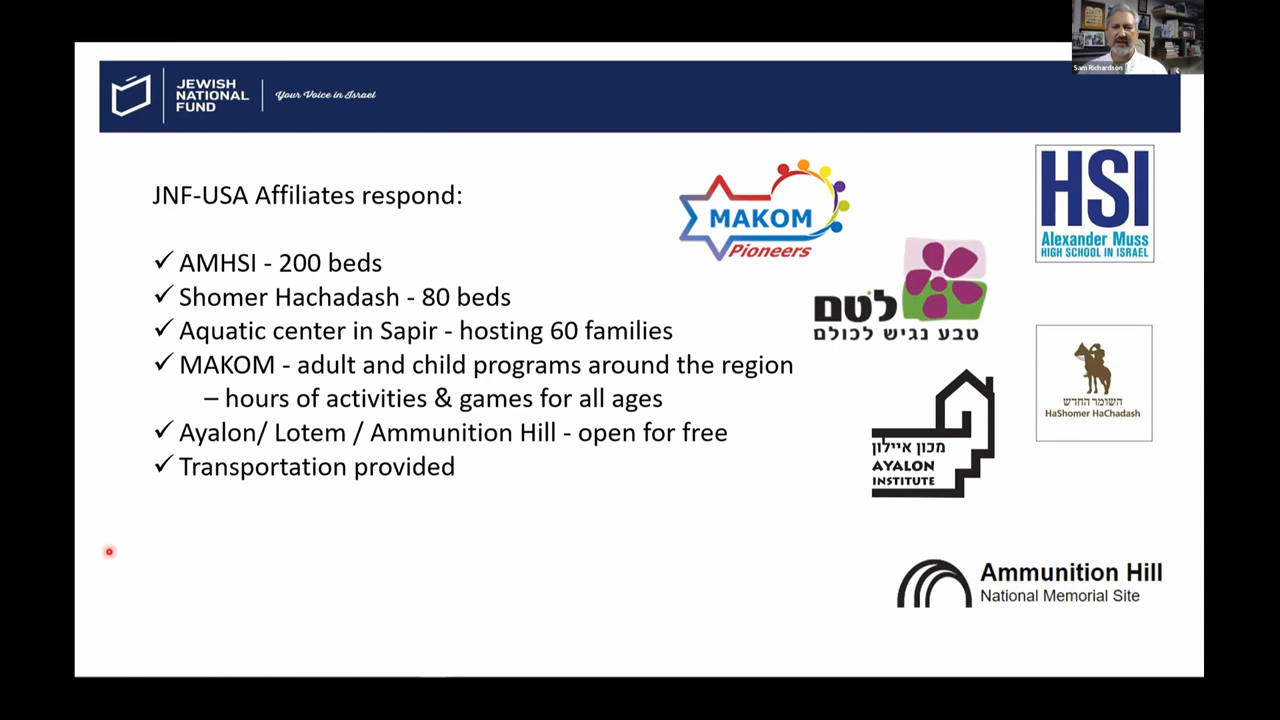 Sam Richardson
JEWISH
NATIONAL
FUND
Your Voice in Israel
JNF-USA Affiliates respond:
✓ AMHSI - 200 beds
✓ Shomer Hachadash - 80 beds
✓ Aquatic center in Sapir - hosting 60 families
✓ MAKOM - adult and child programs around the region
– hours of activities & games for all ages
✓ Ayalon/ Lotem / Ammunition Hill - open for free
✓ Transportation provided
MAKOM
Pioneers
HSI
Alexander Muss
HIGH SCHOOL IN ISRAEL
לטם
טבע נגיש לכולם
השומר החדש
HaShomer HaChadash
מכון איילון
AYALON
INSTITUTE
Ammunition Hill
National Memorial Site